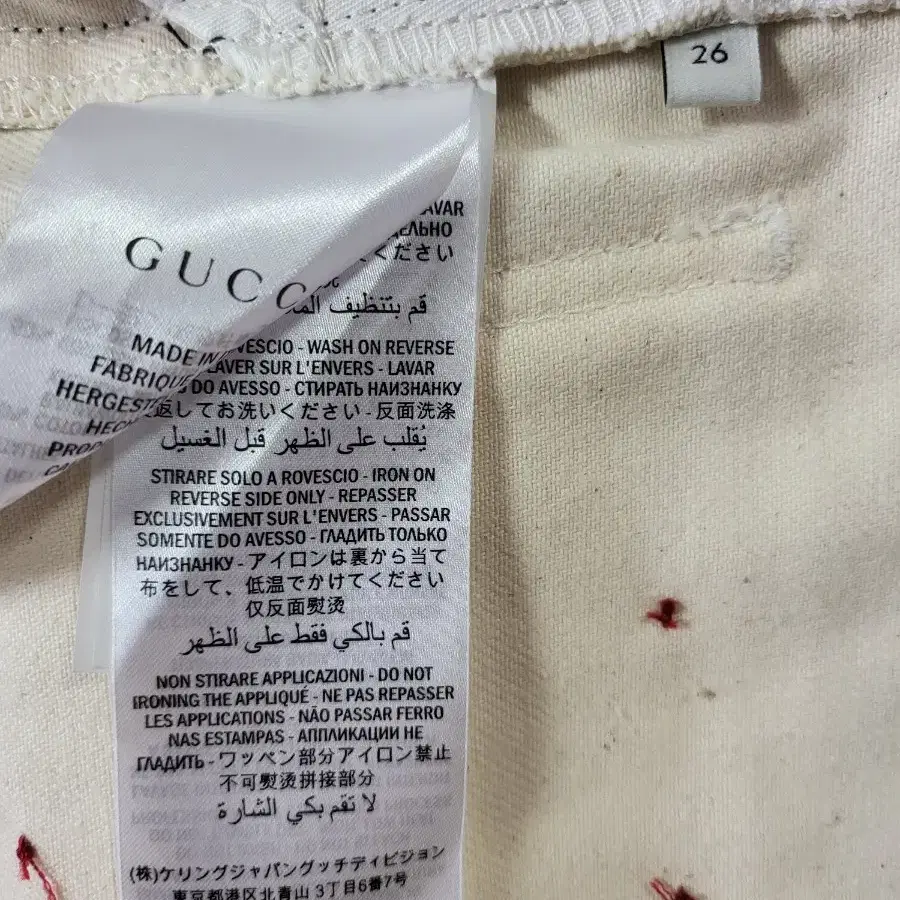 26
GUCC
MADE IN
FABRIQU
HERGEST
HECH
PROD
CA
AVAR
ДЕЛЬНО
ください
قم بتنظيف الم
VESCIO - WASH ON REVERSE
LAVER SUR L'ENVERS - LAVAR
DO AVESSO - СТИРАТЬ НАИЗНАНКУ
返してお洗いください - 反面洗涤
يُقلب على الظهر قبل الغسيل
STIRARE SOLO A ROVESCIO - IRON ON
REVERSE SIDE ONLY - REPASSER
EXCLUSIVEMENT SUR L'ENVERS - PASSAR
SOMENTE DO AVESSO - ГЛАДИТЬ ТОЛЬКО
НАИЗНАНКУ - アイロンは裏から当て
布をして、低温でかけてください
仅反面熨烫
قم بالكي فقط على الظهر
NON STIRARE APPLICAZIONI - DO NOT
IRONING THE APPLIQUÉ - NE PAS REPASSER
LES APPLICATIONS - NÃO PASSAR FERRO
NAS ESTAMPAS - АППЛИКАЦИИ НЕ
ГЛАДИТЬ - ワッペン部分アイロン禁止
不可熨烫拼接部分
لا تقم بكي الشارة
(株)ケリングジャパングッチディビジョン
東京都港区北青山 3丁目6番7号